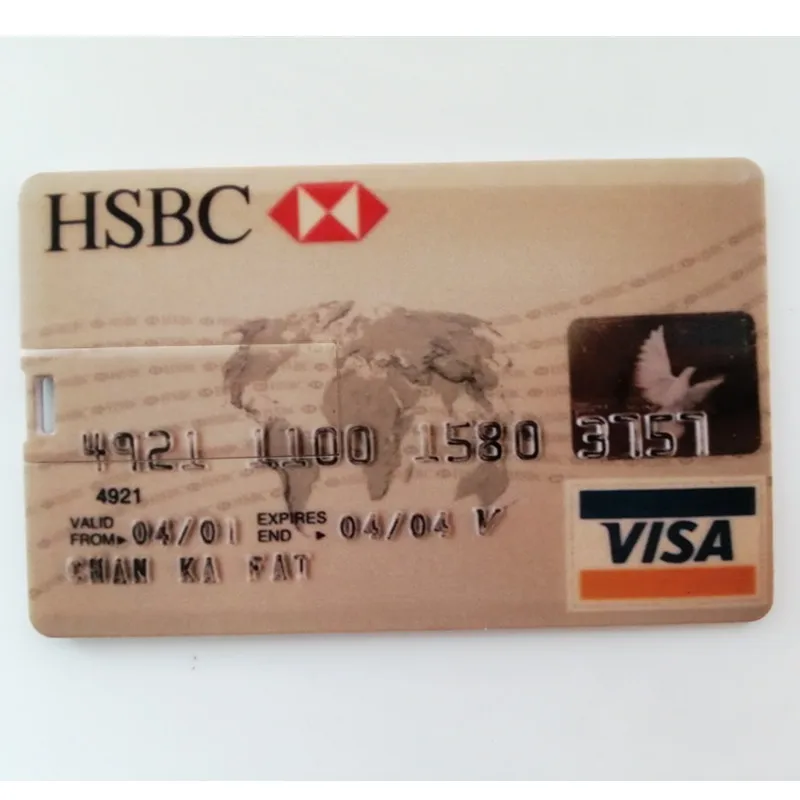 HSBC
4921 1100 1580 3757
4921
VALID FROM▶ 04/01 EXPIRES END ▶ 04/04 V
CHAN KA FAT
VISA